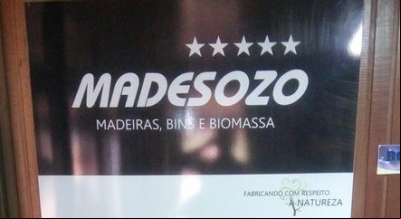 MADESOZO
MADEIRAS, BINS E BIOMASSA
FABRICANDO COM RESPEITO
À NATUREZA